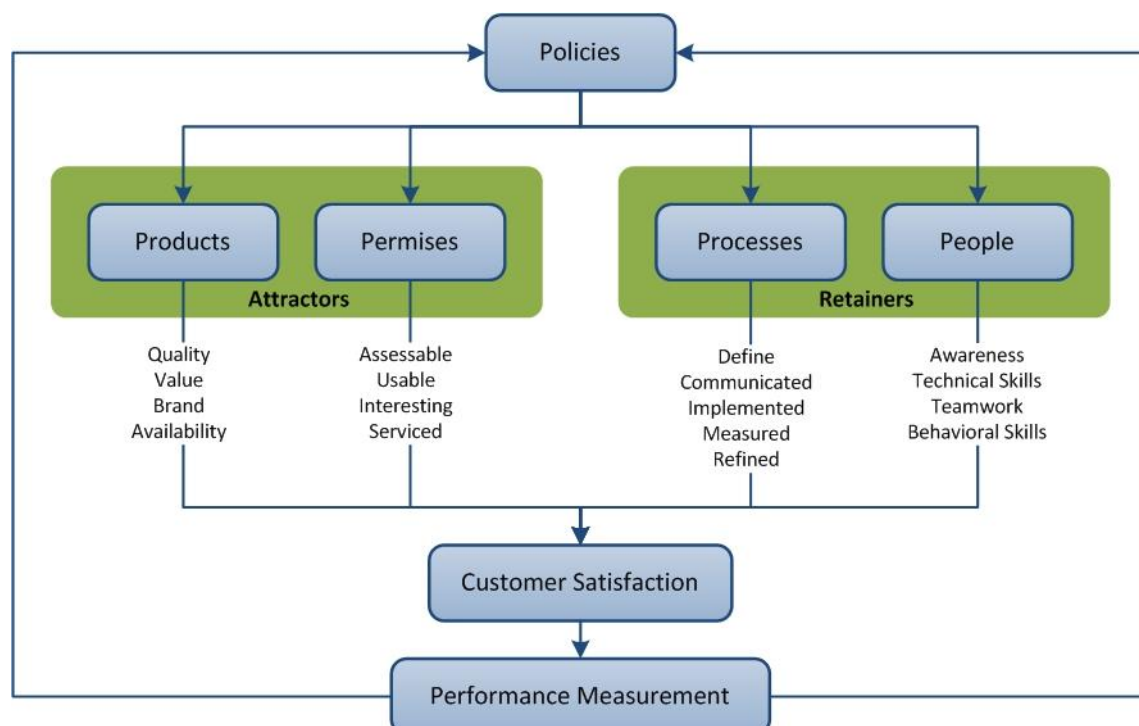 Policies
Products
Permises
Attractors
Processes
People
Retainers
Quality
Value
Brand
Availability
Assessable
Usable
Interesting
Serviced
Define
Communicated
Implemented
Measured
Refined
Awareness
Technical Skills
Teamwork
Behavioral Skills
Customer Satisfaction
Performance Measurement